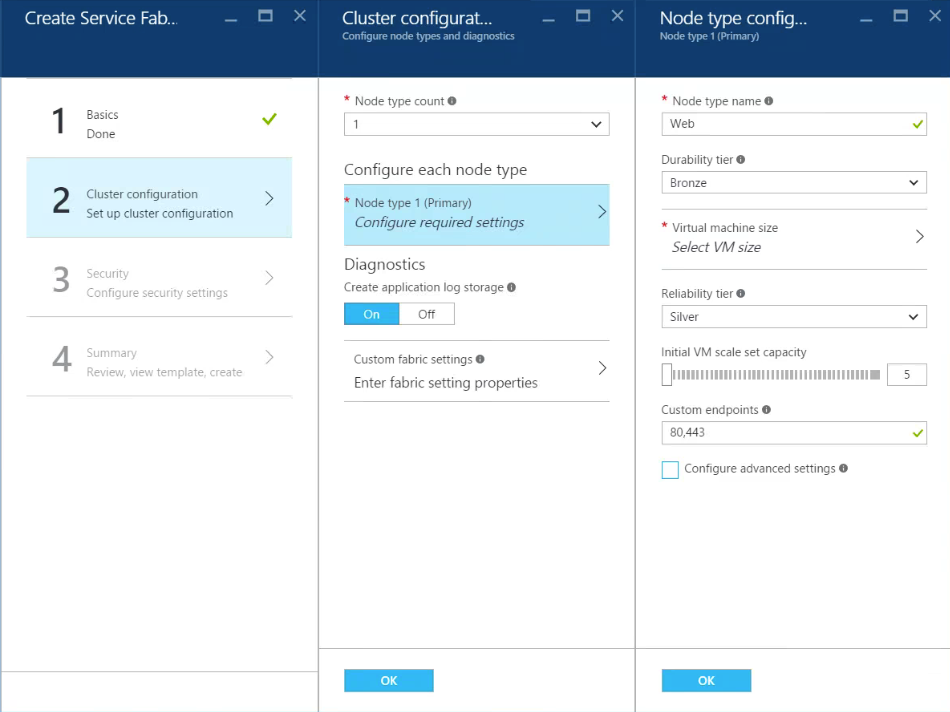 Create Service Fab...
1
Basics
Done
2
Cluster configuration
Set up cluster configuration
3
Security
Configure security settings
4
Summary
Review, view template, create
Cluster configurat...
Configure node types and diagnostics
* Node type count
1
Configure each node type
* Node type 1 (Primary)
Configure required settings
Diagnostics
Create application log storage
On Off
Custom fabric settings
Enter fabric setting properties
OK
Node type config...
Node type 1 (Primary)
* Node type name
Web
Durability tier
Bronze
* Virtual machine size
Select VM size
Reliability tier
Silver
Initial VM scale set capacity
5
Custom endpoints
80,443
Configure advanced settings
OK